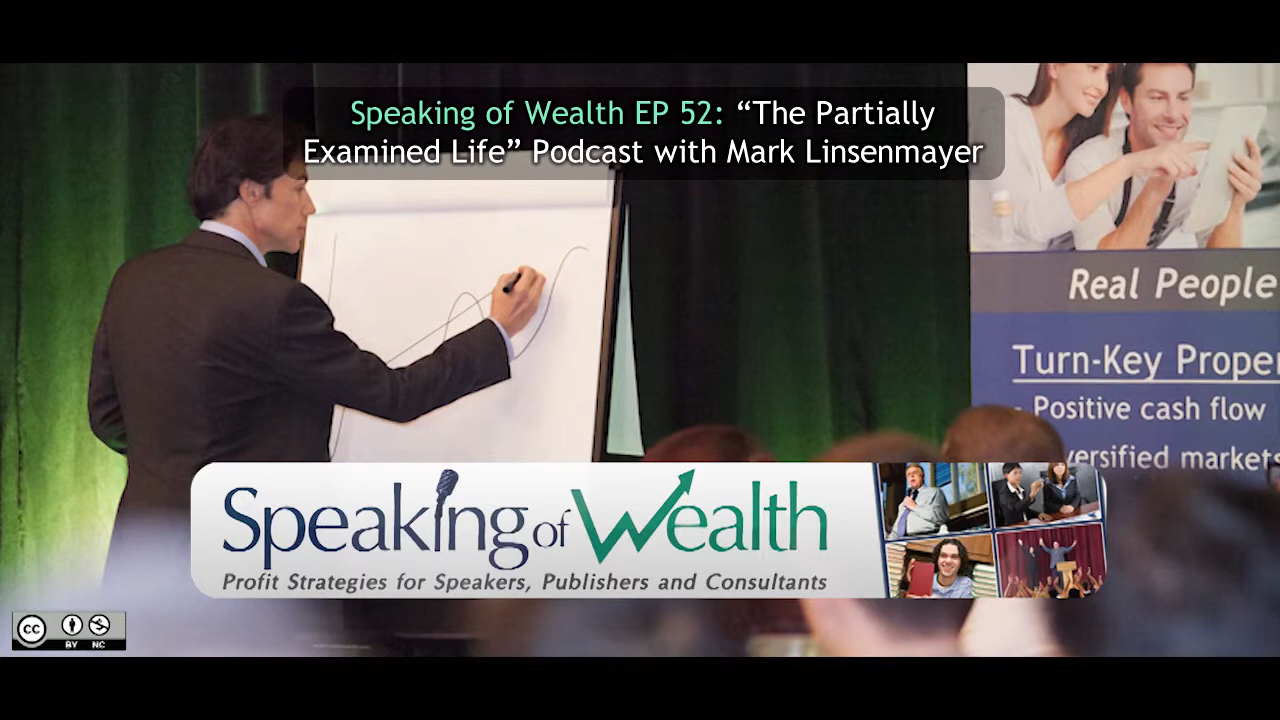 Speaking of Wealth EP 52: “The Partially
Examined Life” Podcast with Mark Linsenmayer
Real People
Turn-Key Proper
- Positive cash flow
versified markets
Speaking of Wealth
Profit Strategies for Speakers, Publishers and Consultants
cc
BY NC